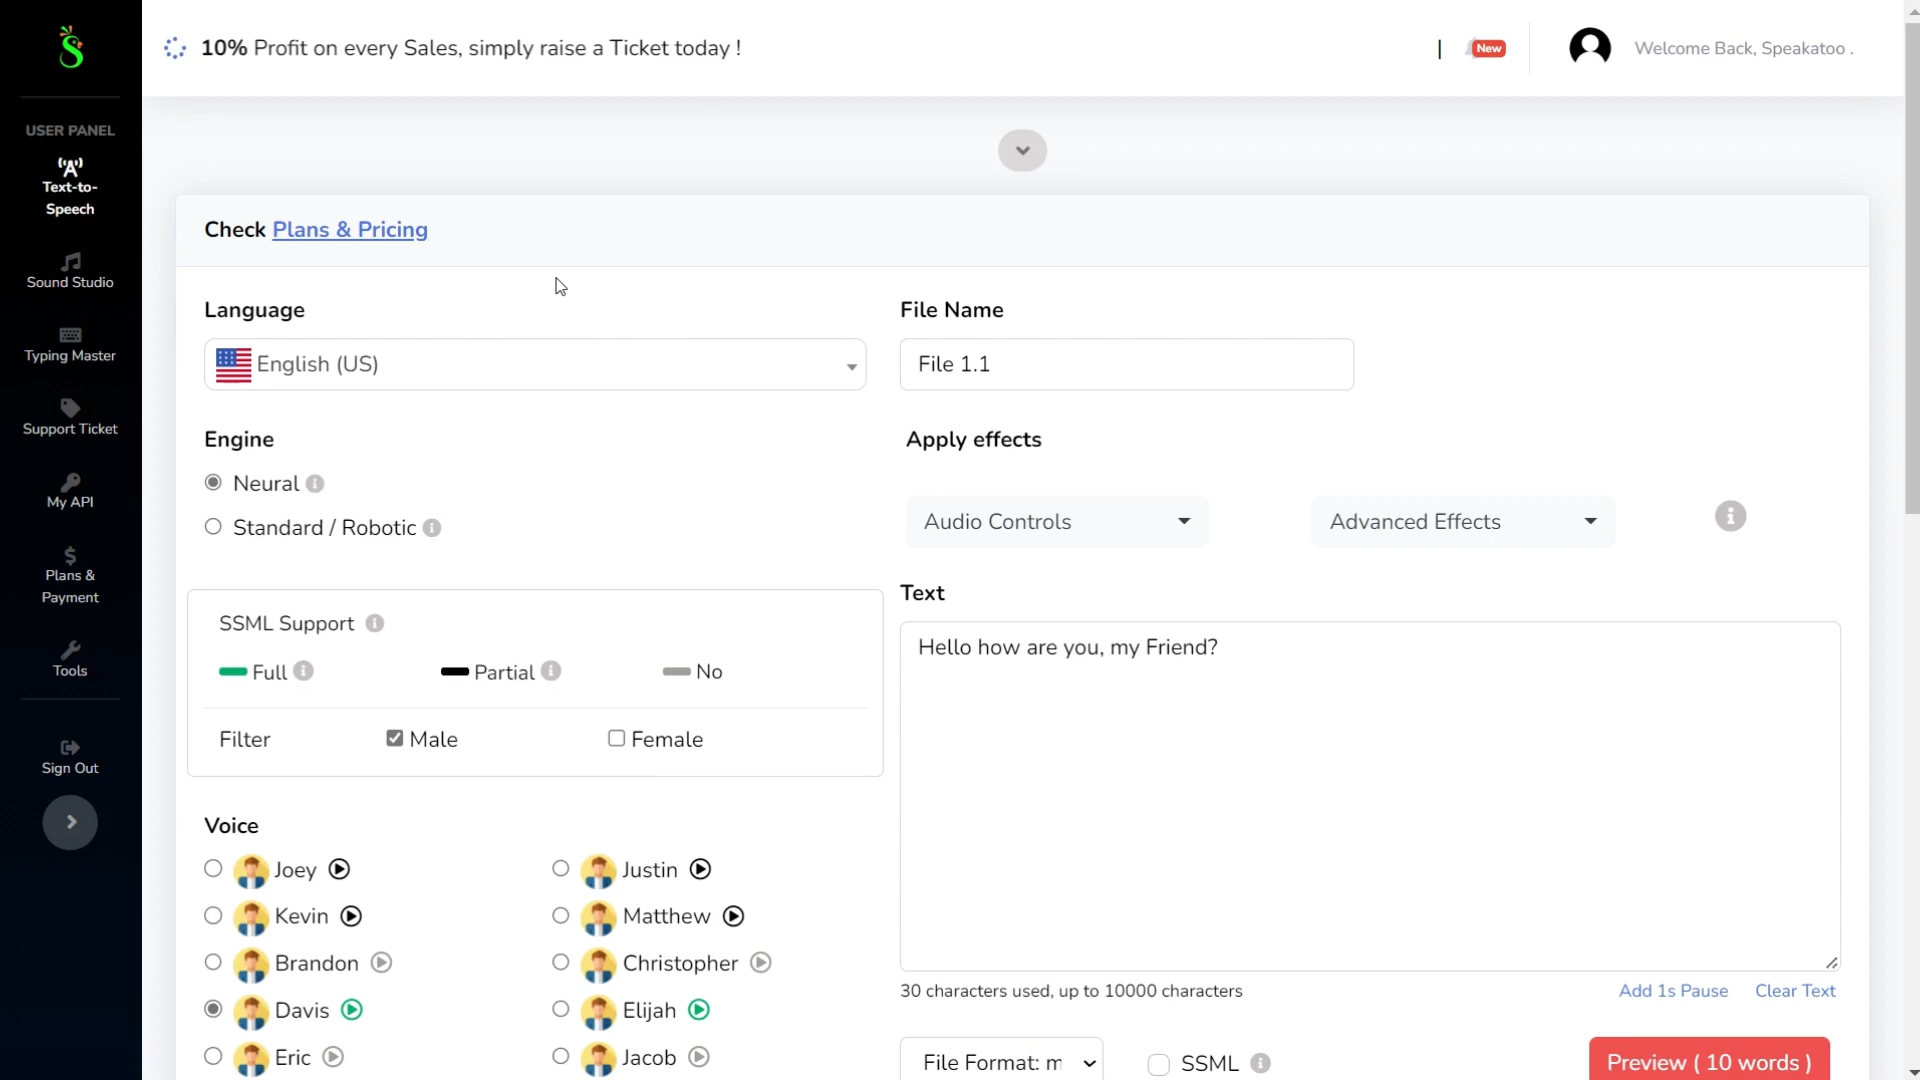 10% Profit on every Sales, simply raise a Ticket today !
|
New
Welcome Back, Speakatoo .
USER PANEL
Text-to-
Speech
Sound Studio
Typing Master
Support Ticket
My API
Plans &
Payment
Tools
Sign Out
Check Plans & Pricing
Language
English (US)
Engine
Neural
Standard / Robotic
SSML Support
Full
Partial
No
Filter
Male
Female
Voice
Joey
Justin
Kevin
Matthew
Brandon
Christopher
Davis
Elijah
Eric
Jacob
File Name
File 1.1
Apply effects
Audio Controls
Advanced Effects
Text
Hello how are you, my Friend?
30 characters used, up to 10000 characters
Add 1s Pause
Clear Text
File Format: m
SSML
Preview ( 10 words )